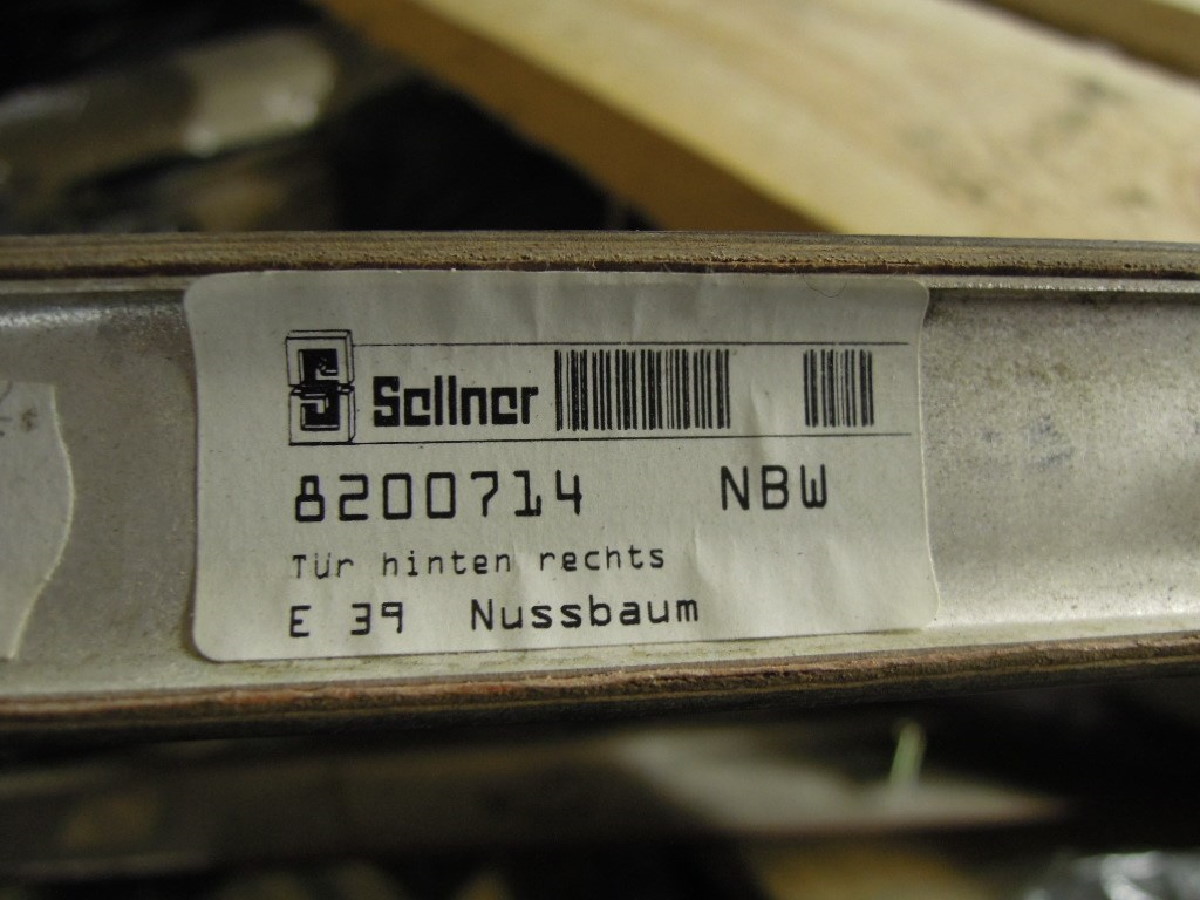 S Sellner
8200714 NBW
Tür hinten rechts
E 39 Nussbaum